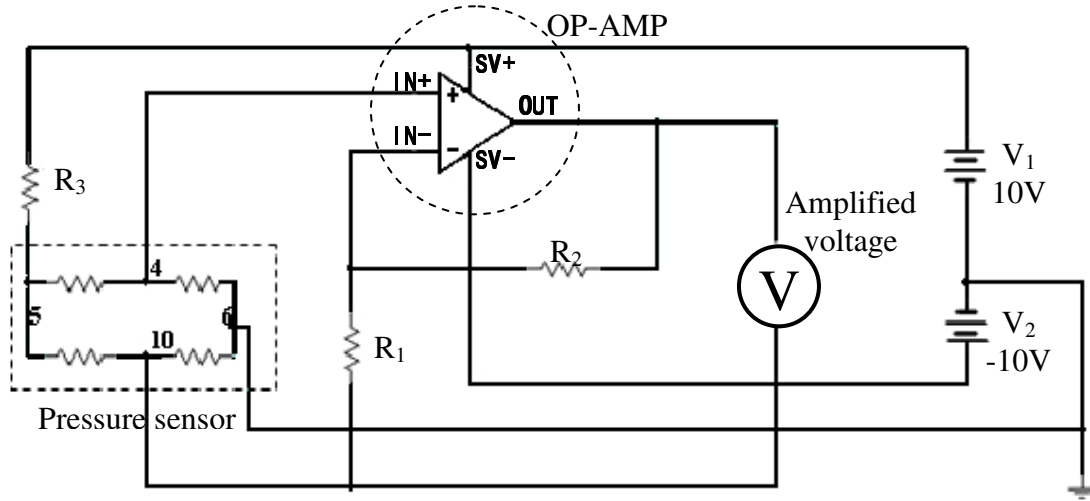 OP-AMP
SV+
IN+
+
OUT
IN-
-
SV-
R3
V1
10V
Amplified
voltage
R2
V
4
5
6
10
R1
V2
-10V
Pressure sensor